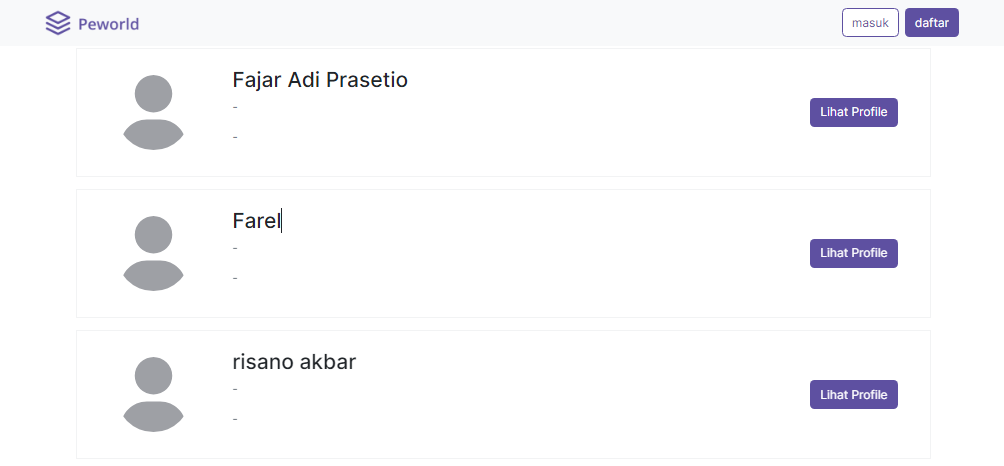 Peworld
masuk
daftar
Fajar Adi Prasetio
-
-
Lihat Profile
Farel
-
-
Lihat Profile
risano akbar
-
-
Lihat Profile